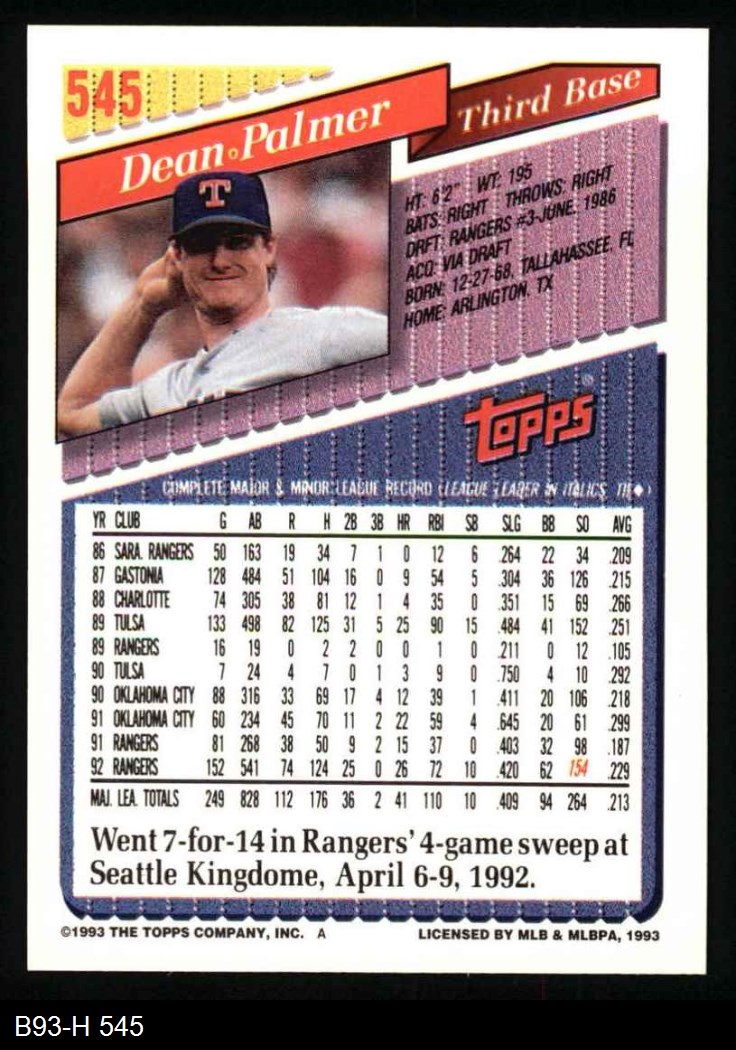 545
Dean Palmer
Third Base
T
HT: 6'2" WT: 195
BATS: RIGHT THROWS: RIGHT
DRFT: RANGERS #3-JUNE, 1986
ACQ: VIA DRAFT
BORN: 12-27-68, TALLAHASSEE, FL
HOME: ARLINGTON, TX
Topps®
COMPLETE MAJOR & MINOR LEAGUE RECORD (LEAGUE LEADER IN ITALICS, TIE◆)
YR CLUB G AB R H 2B 3B HR RBI SB SLG BB SO AVG
86 SARA. RANGERS 50 163 19 34 7 1 0 12 6 .264 22 34 .209
87 GASTONIA 128 484 51 104 16 0 9 54 5 .304 36 126 .215
88 CHARLOTTE 74 305 38 81 12 1 4 35 0 .351 15 69 .266
89 TULSA 133 498 82 125 31 5 25 90 15 .484 41 152 .251
89 RANGERS 16 19 0 2 2 0 0 1 0 .211 0 12 .105
90 TULSA 7 24 4 7 0 1 3 9 0 .750 4 10 .292
90 OKLAHOMA CITY 88 316 33 69 17 4 12 39 1 .411 20 106 .218
91 OKLAHOMA CITY 60 234 45 70 11 2 22 59 4 .645 20 61 .299
91 RANGERS 81 268 38 50 9 2 15 37 0 .403 32 98 .187
92 RANGERS 152 541 74 124 25 0 26 72 10 .420 62 154 .229
MAJ. LEA. TOTALS 249 828 112 176 36 2 41 110 10 .409 94 264 .213
Went 7-for-14 in Rangers' 4-game sweep at
Seattle Kingdome, April 6-9, 1992.
©1993 THE TOPPS COMPANY, INC. A
LICENSED BY MLB & MLBPA, 1993
B93-H 545